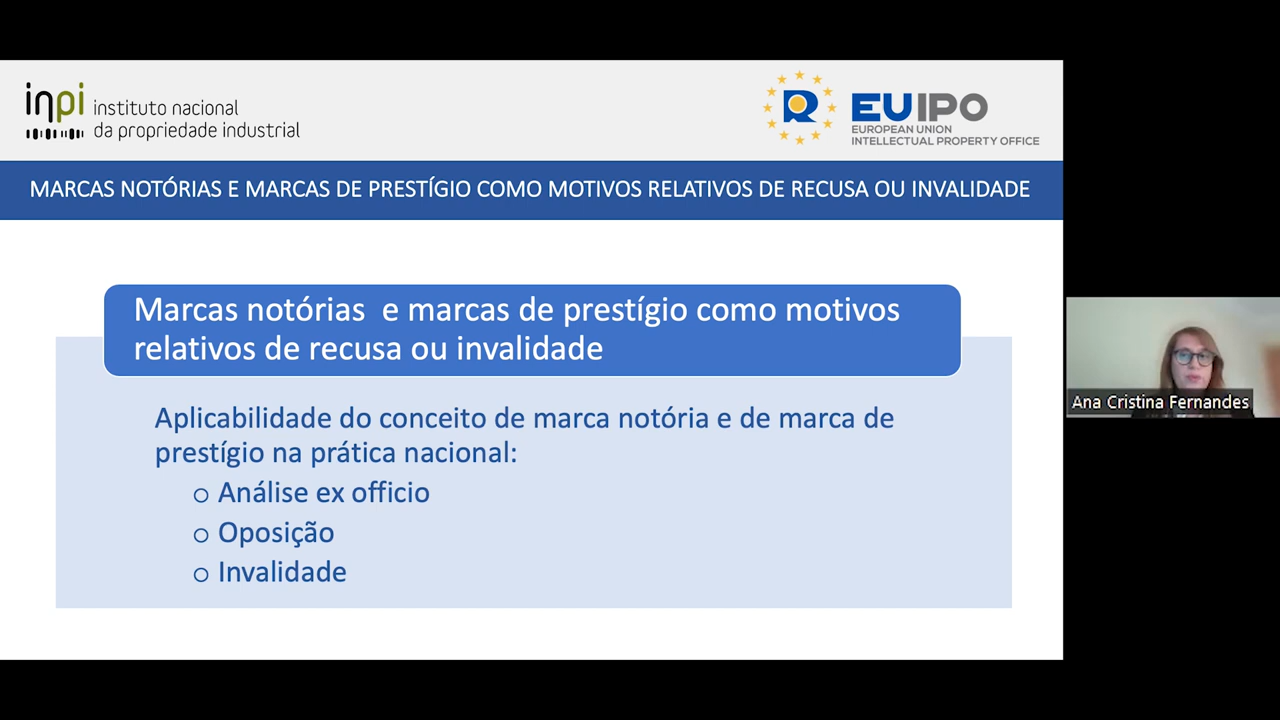 inpi instituto nacional
da propriedade industrial
R
EUIPO
EUROPEAN UNION
INTELLECTUAL PROPERTY OFFICE
MARCAS NOTÓRIAS E MARCAS DE PRESTÍGIO COMO MOTIVOS RELATIVOS DE RECUSA OU INVALIDADE
Marcas notórias e marcas de prestígio como motivos
relativos de recusa ou invalidade
Aplicabilidade do conceito de marca notória e de marca de
prestígio na prática nacional:
o Análise ex officio
o Oposição
o Invalidade
Ana Cristina Fernandes